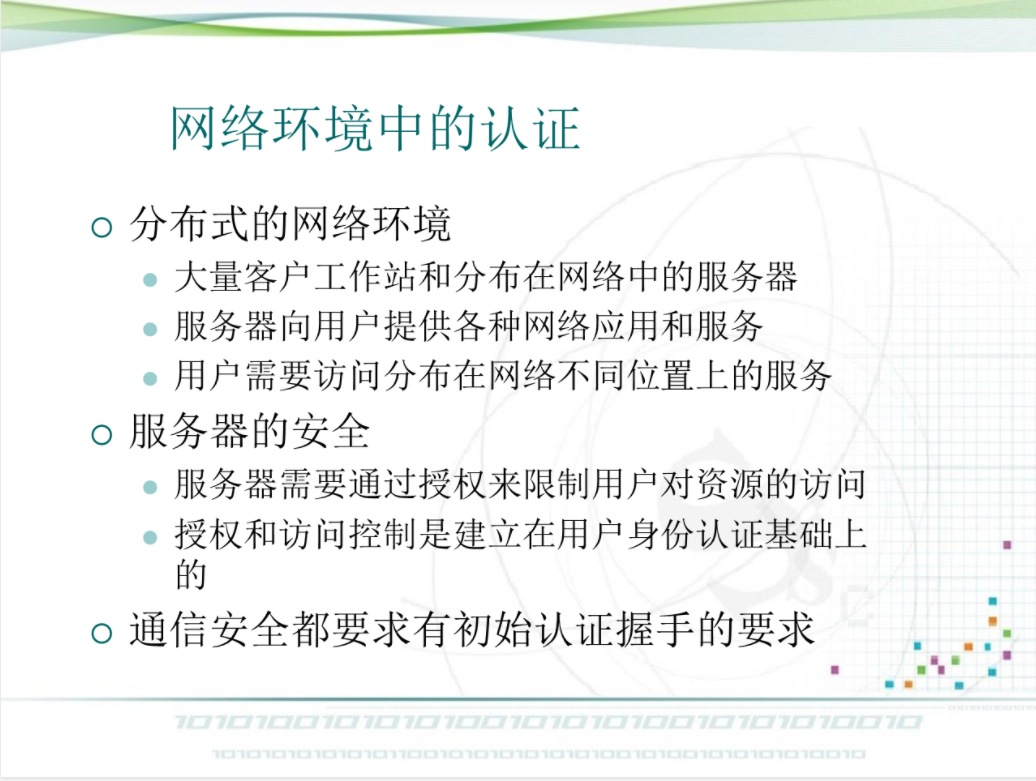 网络环境中的认证
分布式的网络环境
大量客户工作站和分布在网络中的服务器
服务器向用户提供各种网络应用和服务
用户需要访问分布在网络不同位置上的服务
服务器的安全
服务器需要通过授权来限制用户对资源的访问
授权和访问控制是建立在用户身份认证基础上
的
通信安全都要求有初始认证握手的要求